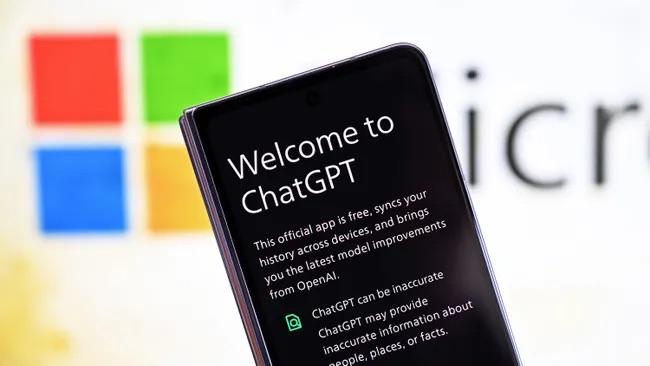 Micro
Welcome to
ChatGPT
This official app is free, syncs your
history across devices, and brings
you the latest model improvements
from OpenAI.
ChatGPT can be inaccurate
ChatGPT may provide
inaccurate information about
people, places, or facts.